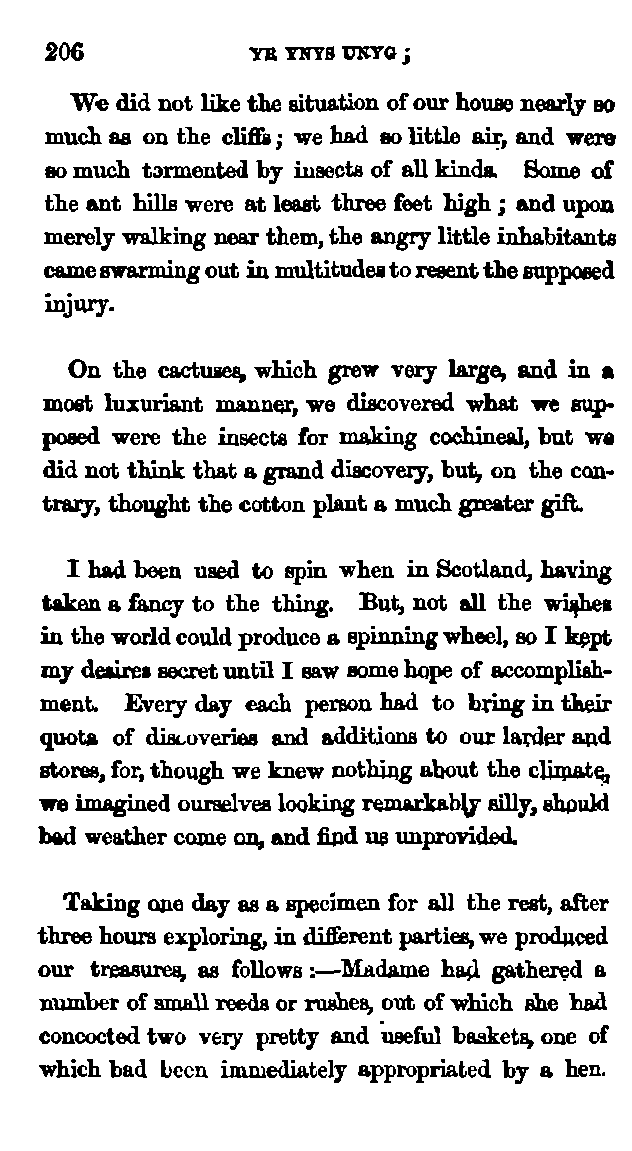 206 YR YNYS UNYG ;
We did not like the situation of our house nearly so
much as on the cliffs ; we had so little air, and were
so much tormented by insects of all kinds. Some of
the ant hills were at least three feet high ; and upon
merely walking near them, the angry little inhabitants
came swarming out in multitudes to resent the supposed
injury.
On the cactuses, which grew very large, and in a
most luxuriant manner, we discovered what we sup-
posed were the insects for making cochineal, but we
did not think that a grand discovery, but, on the con-
trary, thought the cotton plant a much greater gift.
I had been used to spin when in Scotland, having
taken a fancy to the thing. But, not all the wishes
in the world could produce a spinning wheel, so I kept
my desires secret until I saw some hope of accomplish-
ment. Every day each person had to bring in their
quota of discoveries and additions to our larder and
stores, for, though we knew nothing about the climate,
we imagined ourselves looking remarkably silly, should
bad weather come on, and find us unprovided.
Taking one day as a specimen for all the rest, after
three hours exploring, in different parties, we produced
our treasures, as follows :—Madame had gathered a
number of small reeds or rushes, out of which she had
concocted two very pretty and useful baskets, one of
which had been immediately appropriated by a hen.